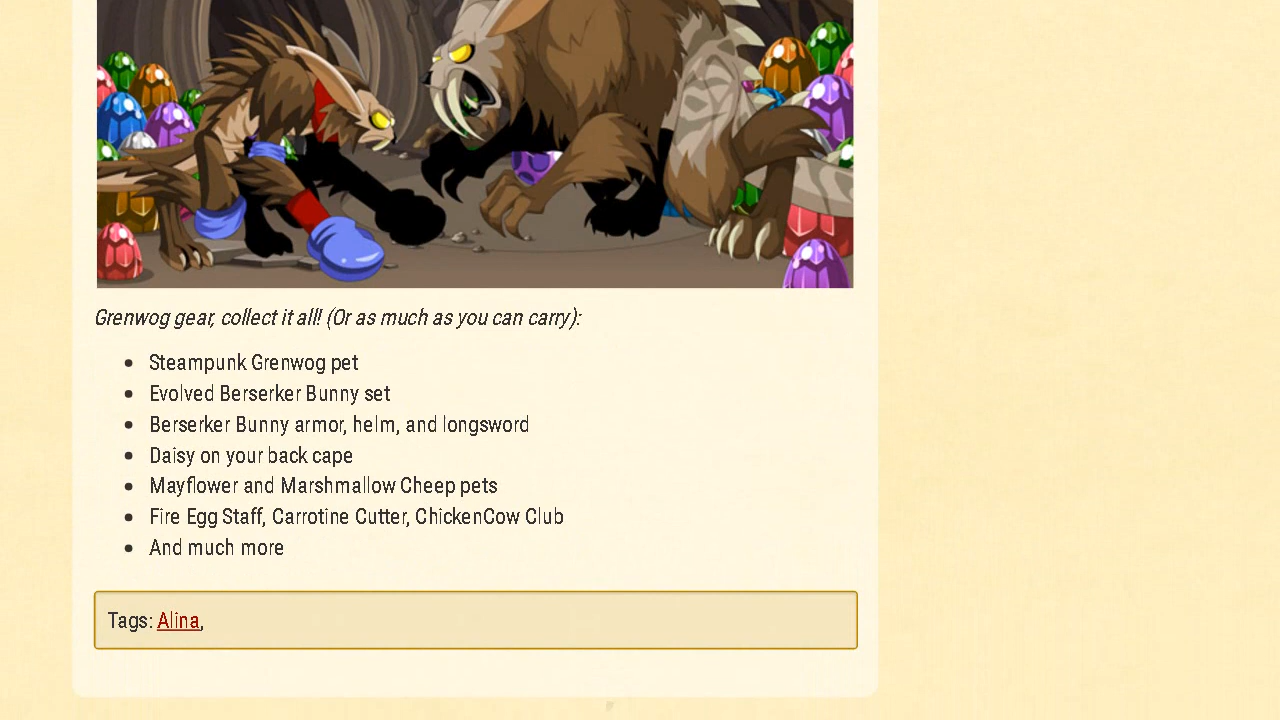 Grenwog gear, collect it all! (Or as much as you can carry):
Steampunk Grenwog pet
Evolved Berserker Bunny set
Berserker Bunny armor, helm, and longsword
Daisy on your back cape
Mayflower and Marshmallow Cheep pets
Fire Egg Staff, Carrotine Cutter, ChickenCow Club
And much more
Tags: Alina,